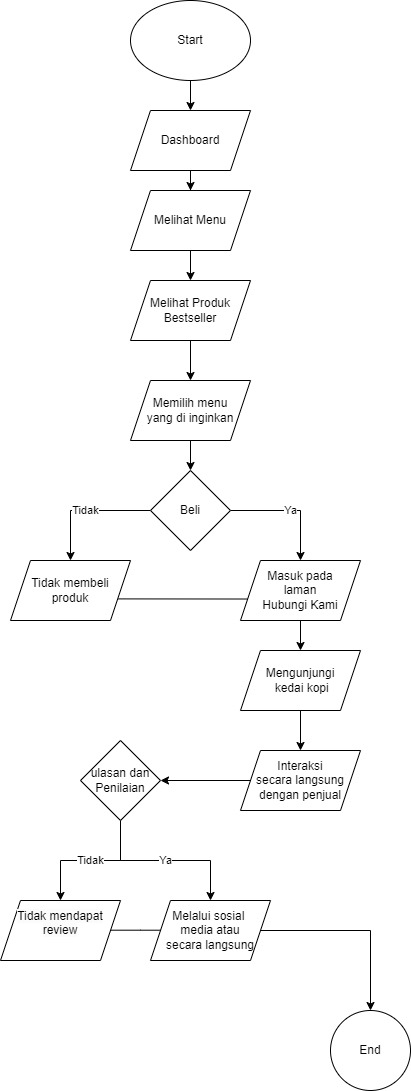 Start
Dashboard
Melihat Menu
Melihat Produk
Bestseller
Memilih menu
yang di inginkan
Beli
Tidak
Ya
Tidak membeli
produk
Masuk pada
laman
Hubungi Kami
Mengunjungi
kedai kopi
Interaksi
secara langsung
dengan penjual
ulasan dan
Penilaian
Tidak
Ya
Tidak mendapat
review
Melalui sosial
media atau
secara langsung
End